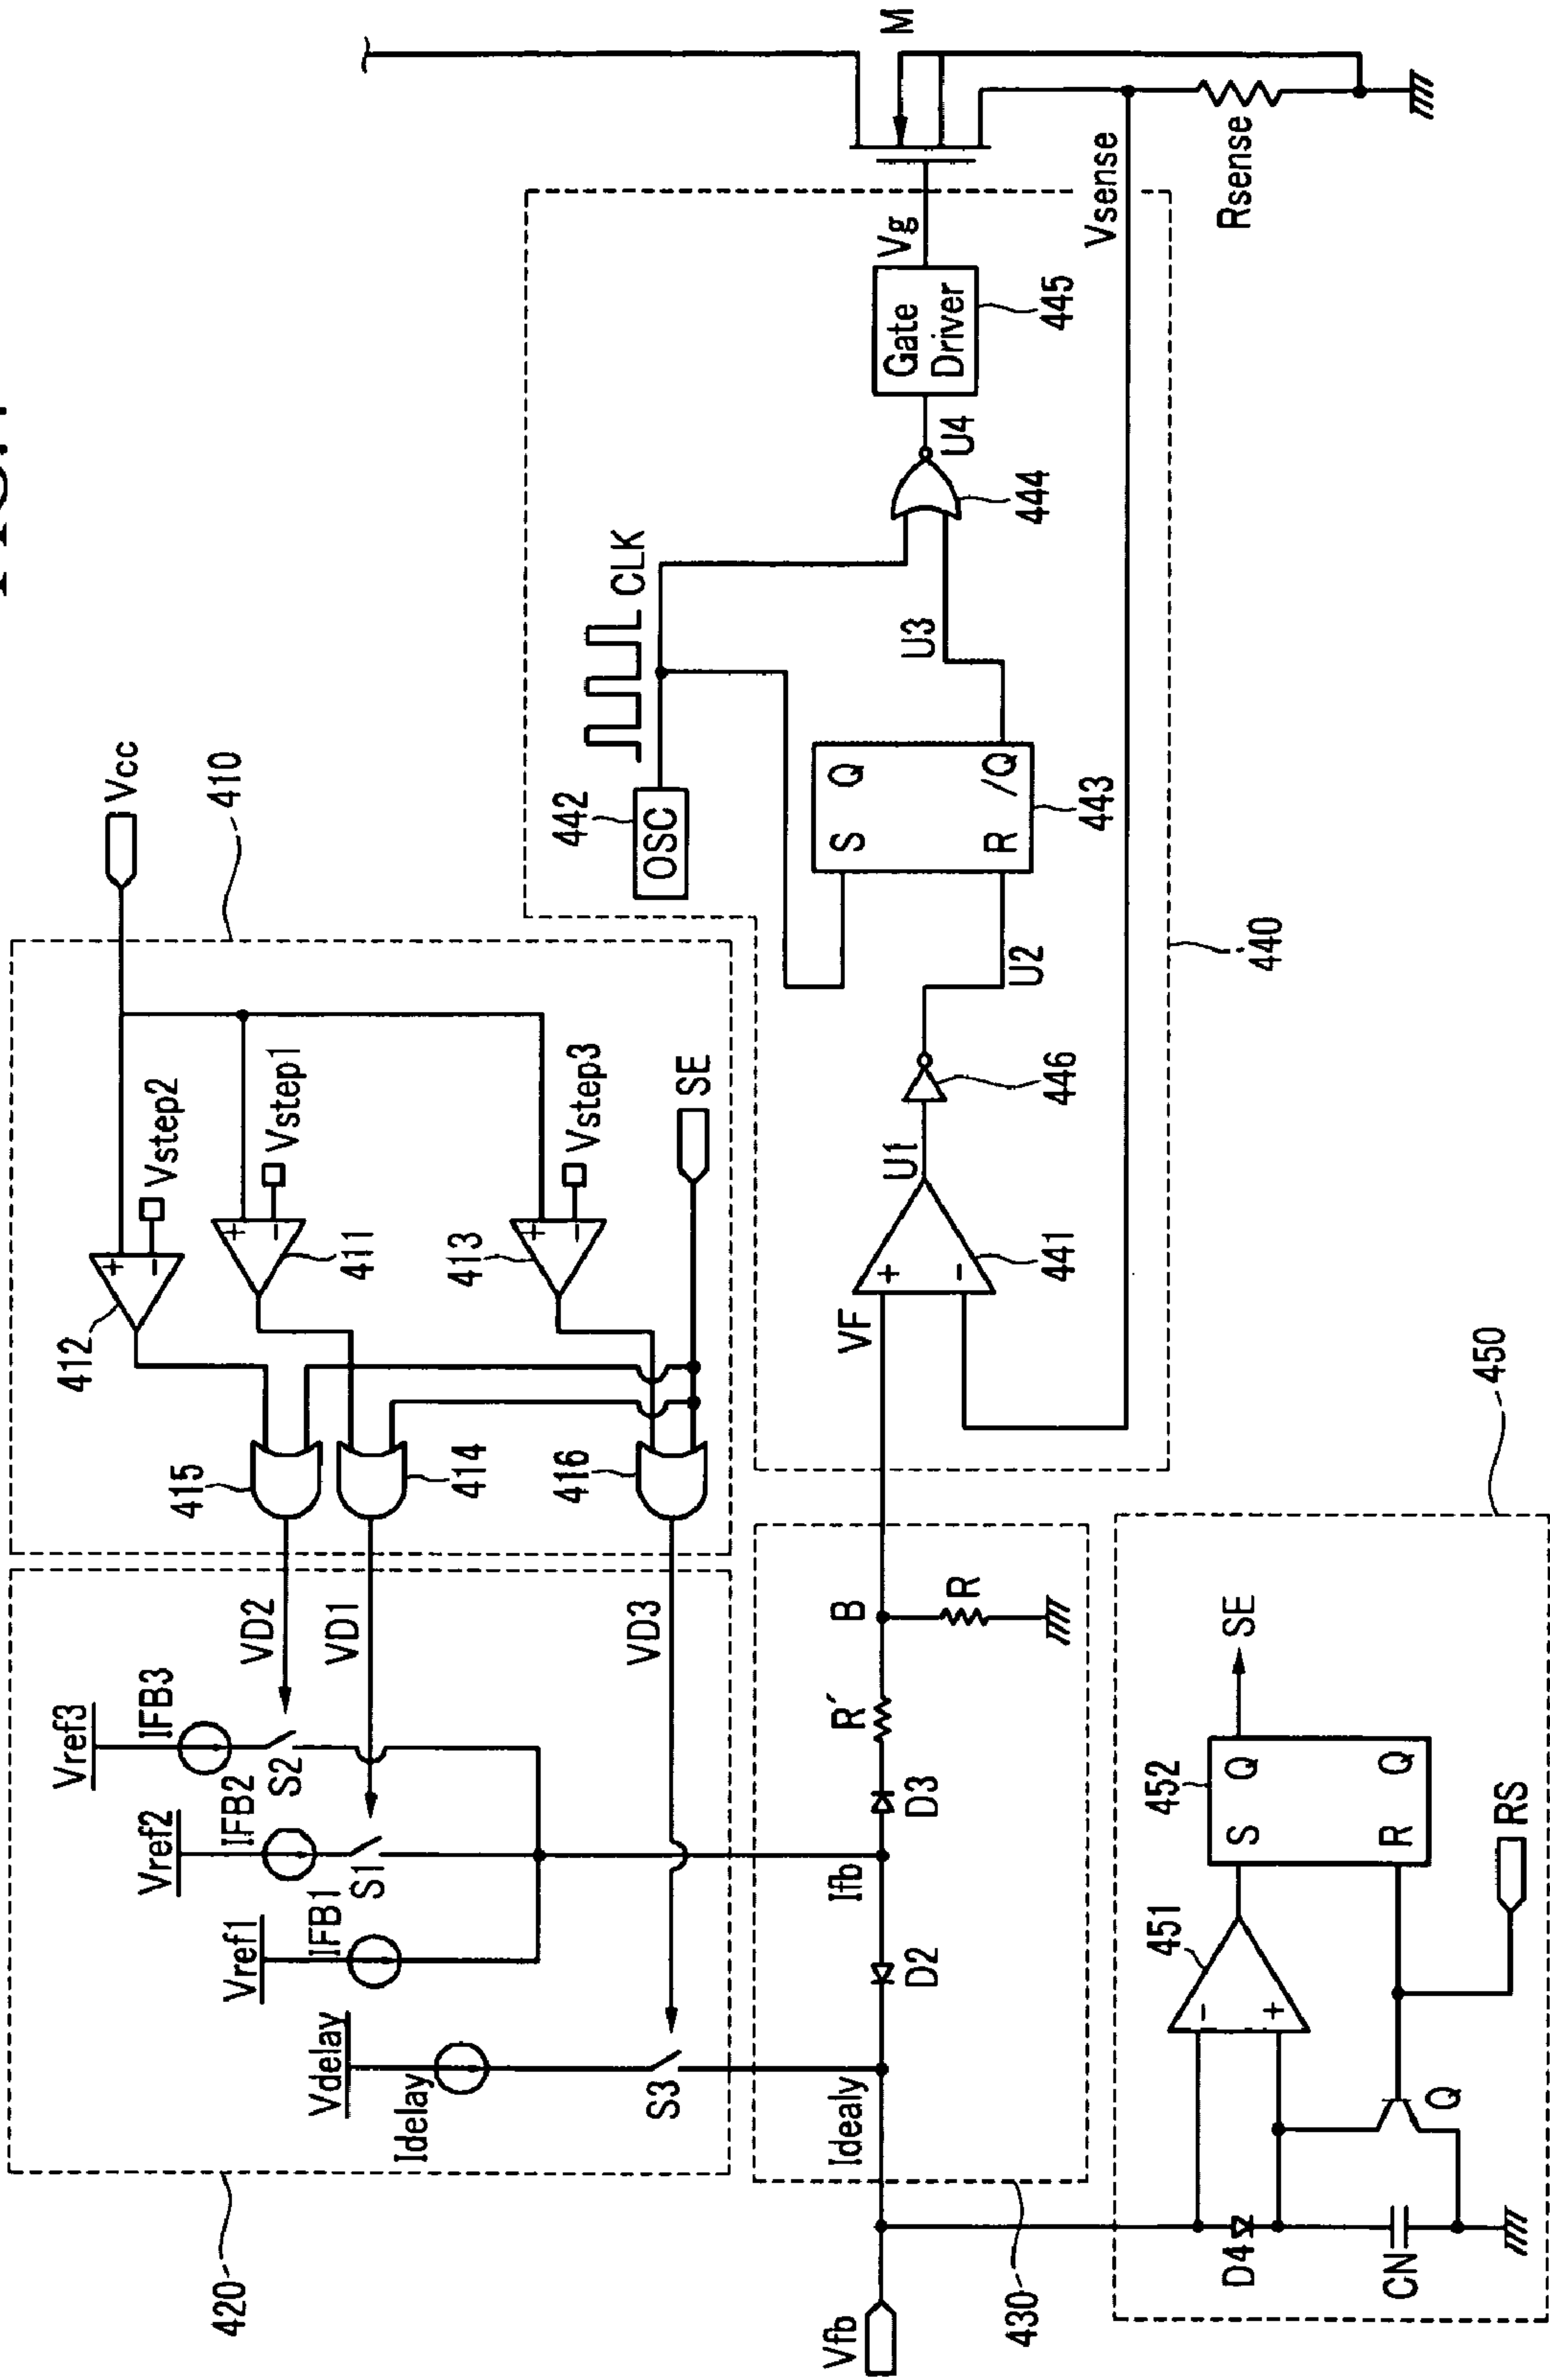 Vcc
410
Vstep2
+
-
412
Vstep1
+
-
411
Vstep3
+
-
413
SE
415
414
416
420
Vref3
IFB3
S2
VD2
Vref2
IFB2
S1
VD1
Vref1
IFB1
Vdelay
Idelay
S3
VD3
430
Vfb
Idealy
D2
Ifb
D3
R´
B
R
440
VF
+
-
441
U1
446
U2
442
OSC
CLK
S
Q
R
/Q
443
U3
444
U4
Gate
Driver
445
Vg
M
Vsense
Rsense
450
D4
CN
Q
-
+
451
452
S
Q
R
Q
SE
RS